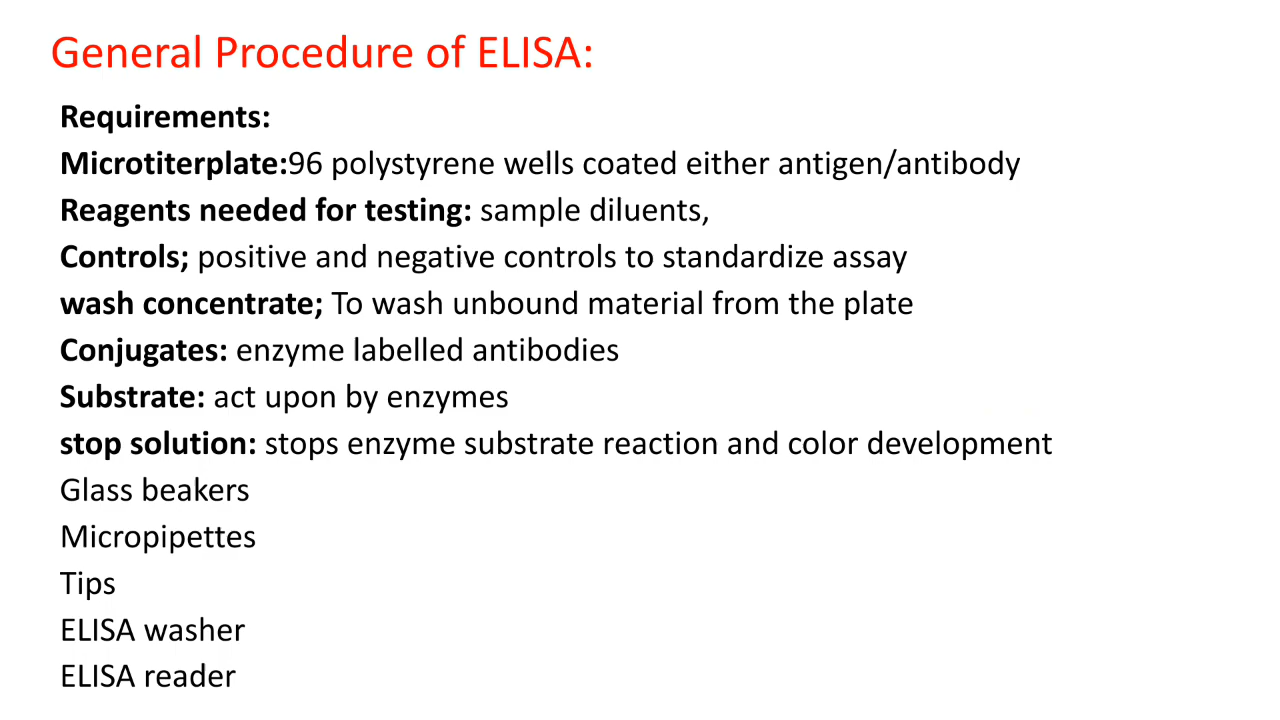 General Procedure of ELISA:
Requirements:
Microtiterplate:96 polystyrene wells coated either antigen/antibody
Reagents needed for testing: sample diluents,
Controls; positive and negative controls to standardize assay
wash concentrate; To wash unbound material from the plate
Conjugates: enzyme labelled antibodies
Substrate: act upon by enzymes
stop solution: stops enzyme substrate reaction and color development
Glass beakers
Micropipettes
Tips
ELISA washer
ELISA reader